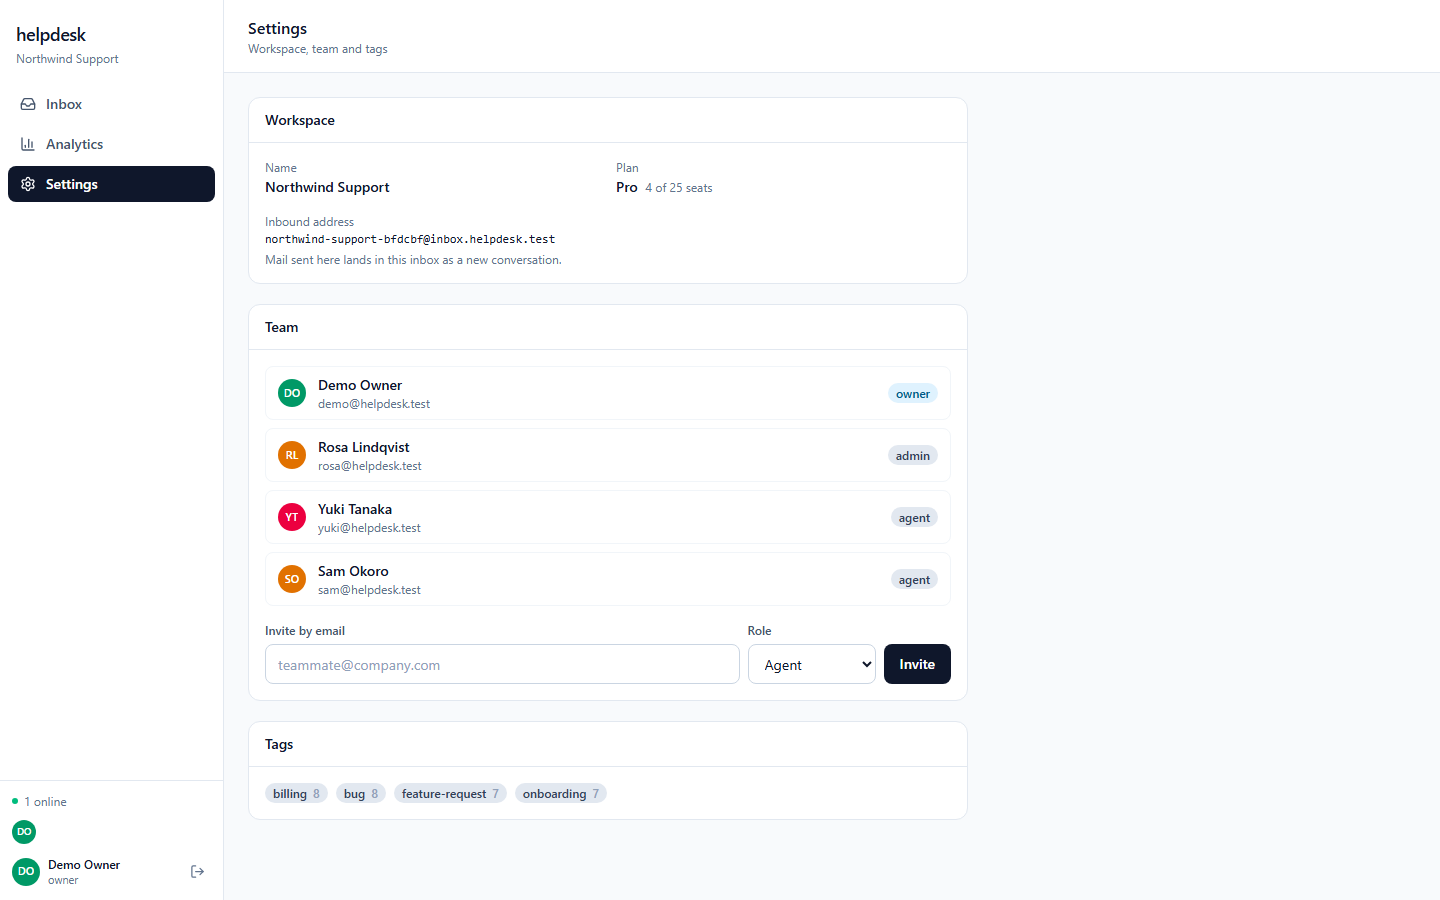 helpdesk
Northwind Support
Inbox
Analytics
Settings
1 online
DO
DO
Demo Owner
owner
Settings
Workspace, team and tags
Workspace
Name
Northwind Support
Plan
Pro 4 of 25 seats
Inbound address
northwind-support-bfdcbf@inbox.helpdesk.test
Mail sent here lands in this inbox as a new conversation.
Team
DO
Demo Owner
demo@helpdesk.test
owner
RL
Rosa Lindqvist
rosa@helpdesk.test
admin
YT
Yuki Tanaka
yuki@helpdesk.test
agent
SO
Sam Okoro
sam@helpdesk.test
agent
Invite by email
teammate@company.com
Role
Agent
Invite
Tags
billing 8
bug 8
feature-request 7
onboarding 7